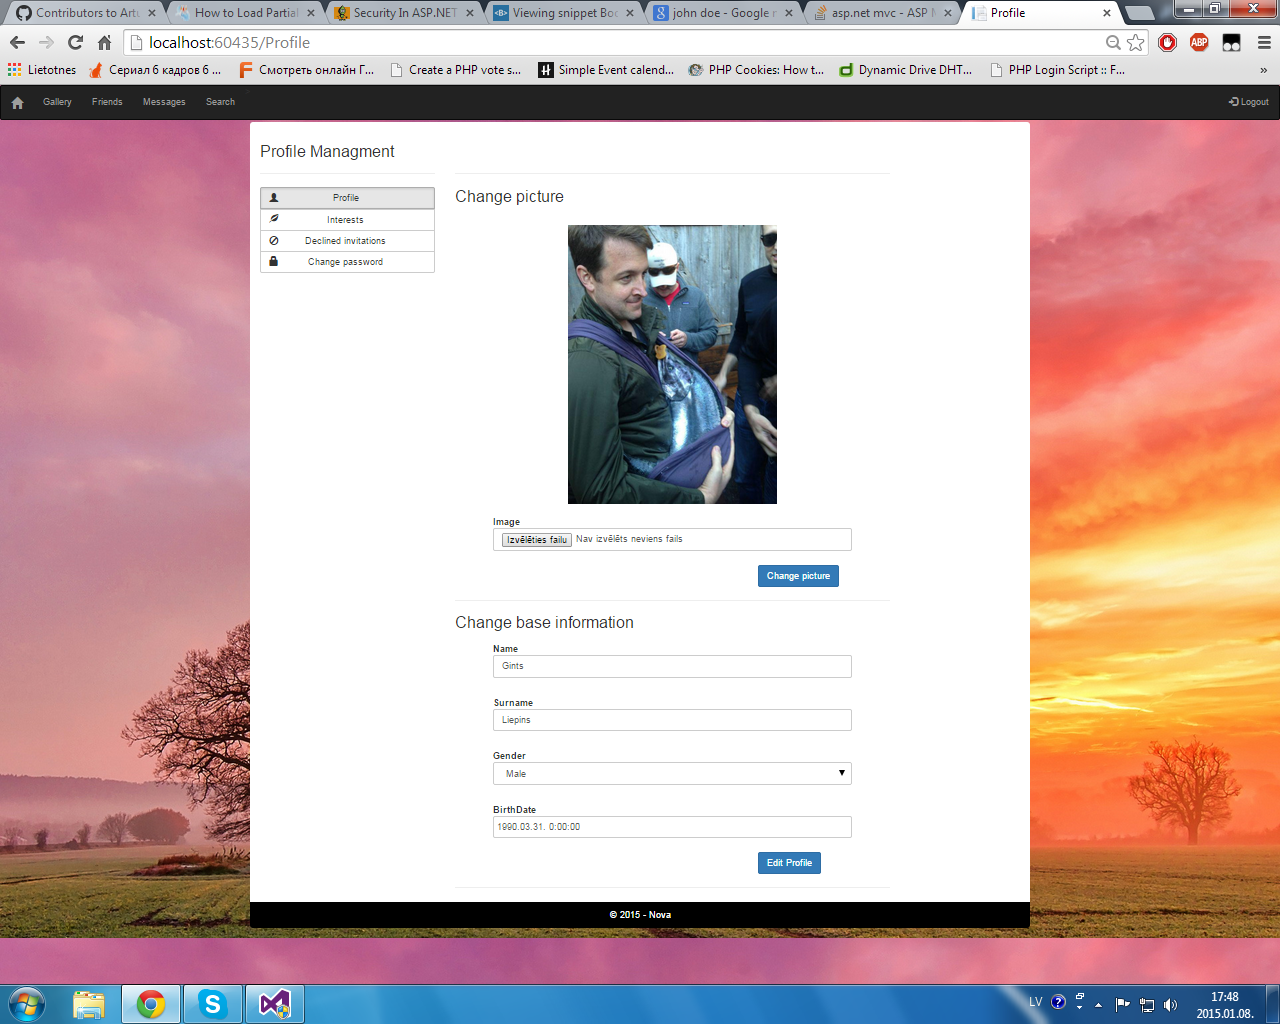 Contributors to Artu
How to Load Partial
Security In ASP.NET
Viewing snippet Boo
john doe - Google m
asp.net mvc - ASP N
Profile
localhost:60435/Profile
Lietotnes
Сериал 6 кадров 6 ...
Смотреть онлайн Г...
Create a PHP vote s...
Simple Event calend...
PHP Cookies: How t...
Dynamic Drive DHT...
PHP Login Script :: F...
»
Gallery
Friends
Messages
Search
Logout
Profile Managment
Profile
Interests
Declined invitations
Change password
Change picture
Image
Izvēlēties failu Nav izvēlēts neviens fails
Change picture
Change base information
Name
Gints
Surname
Liepins
Gender
Male
BirthDate
1990.03.31. 0:00:00
Edit Profile
© 2015 - Nova
LV
17:48
2015.01.08.